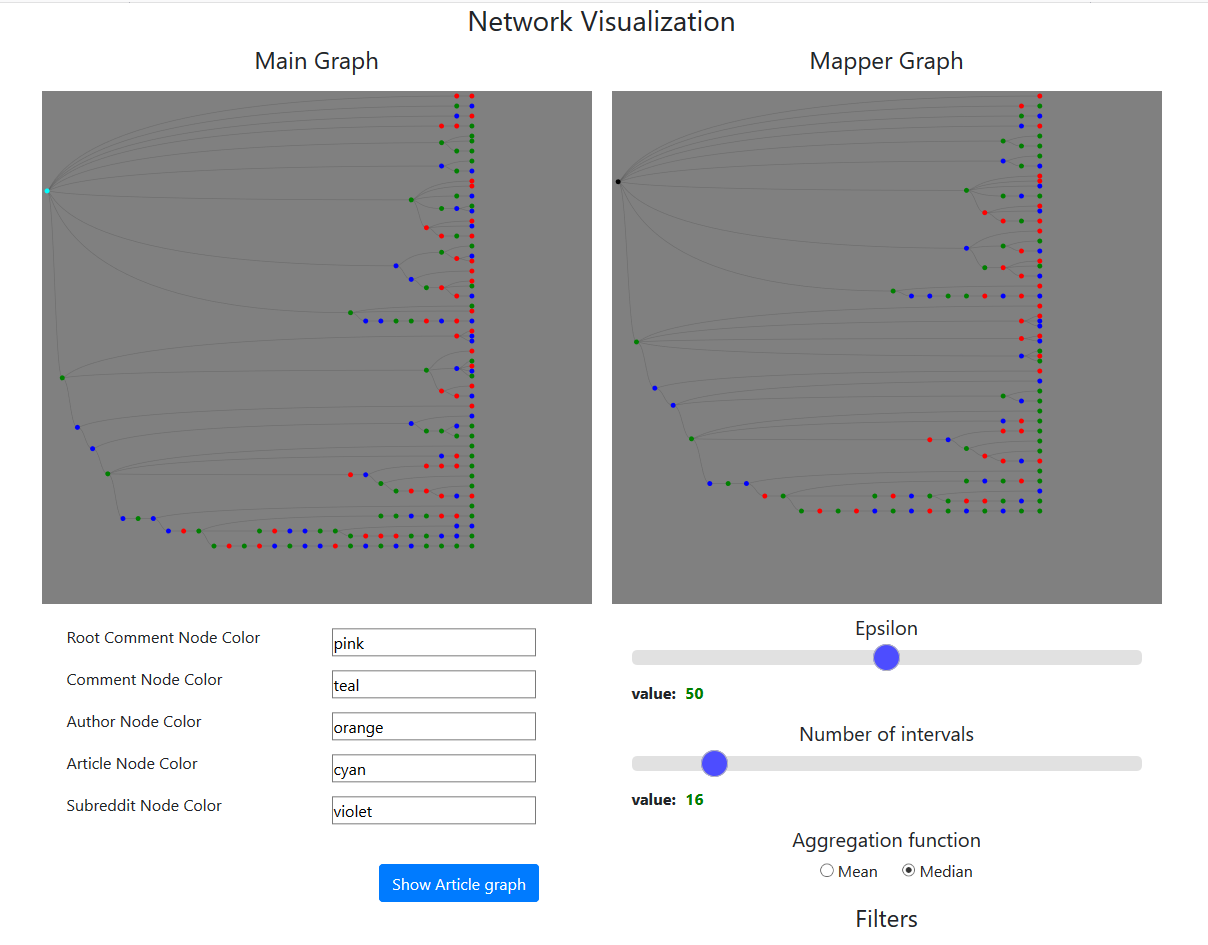 Network Visualization
Main Graph
Mapper Graph
Root Comment Node Color
pink
Comment Node Color
teal
Author Node Color
orange
Article Node Color
cyan
Subreddit Node Color
violet
Show Article graph
Epsilon
value: 50
Number of intervals
value: 16
Aggregation function
Mean
Median
Filters